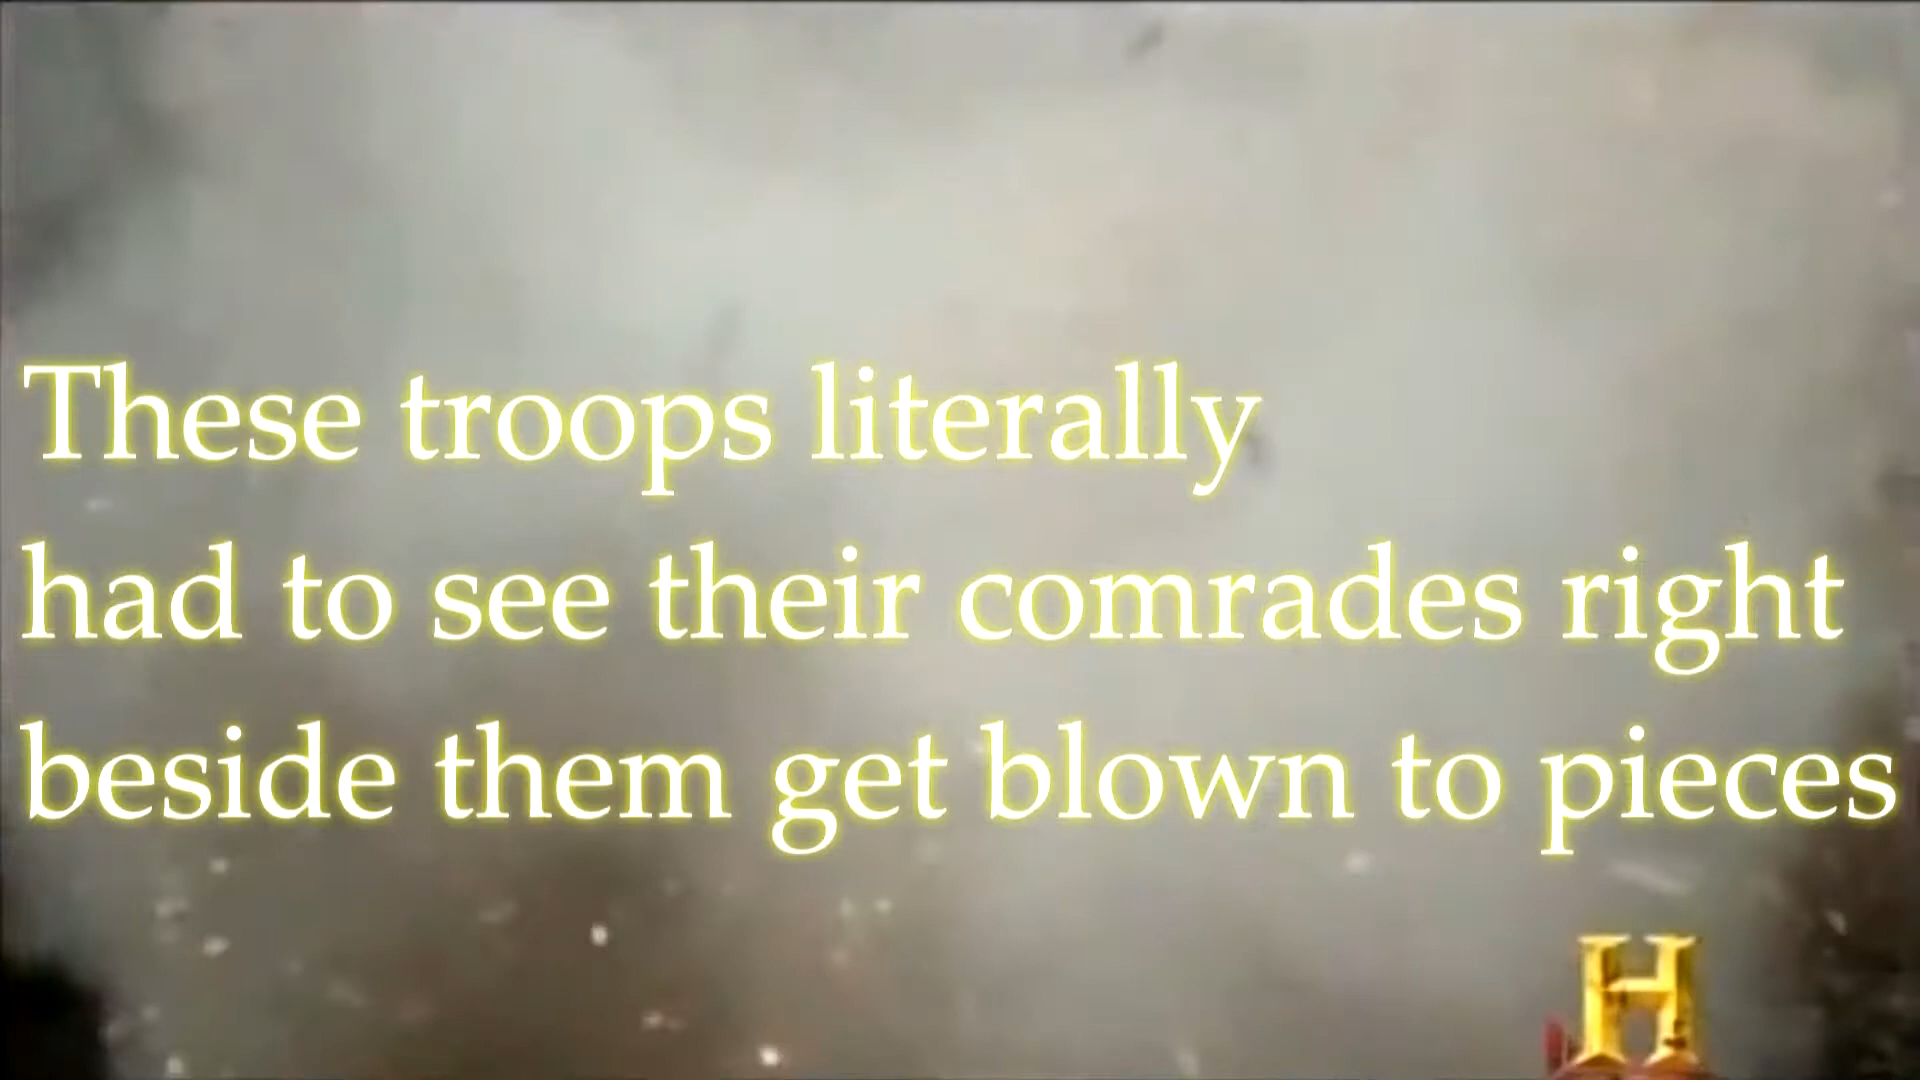 These troops literally
had to see their comrades right
beside them get blown to pieces
H